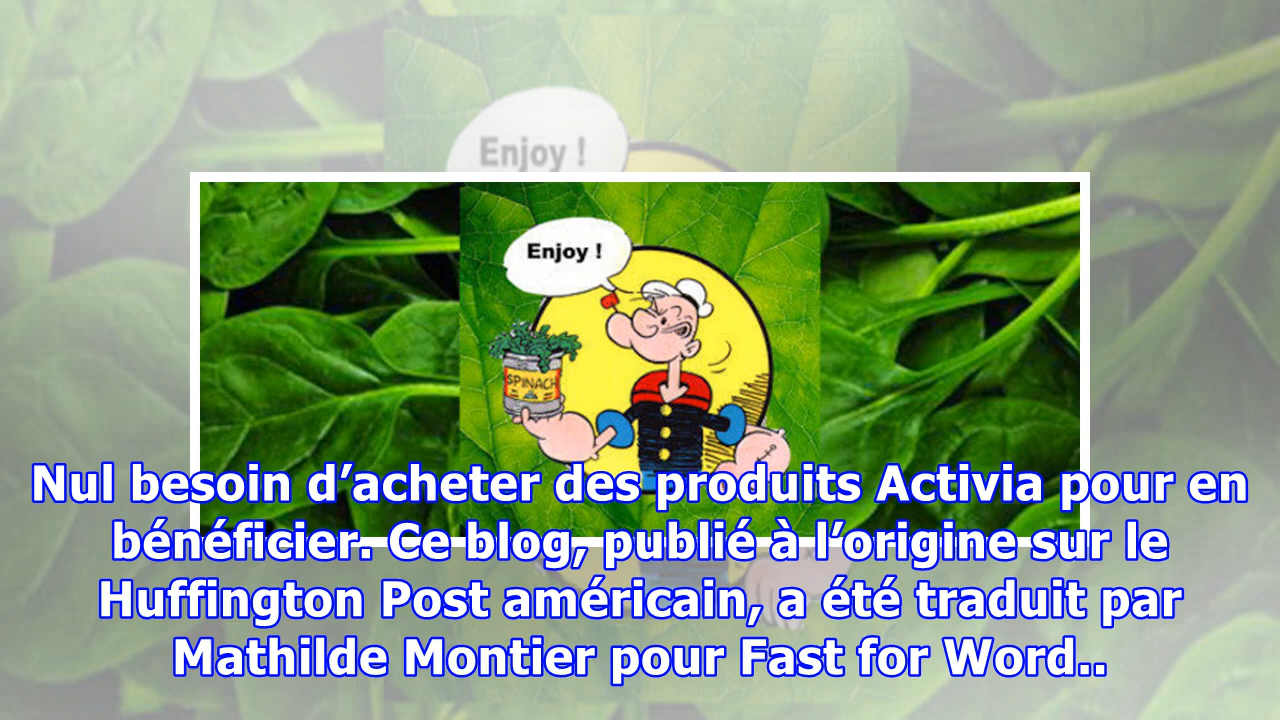 Enjoy !
Enjoy !
SPINACH
Nul besoin d’acheter des produits Activia pour en
bénéficier. Ce blog, publié à l’origine sur le
Huffington Post américain, a été traduit par
Mathilde Montier pour Fast for Word..